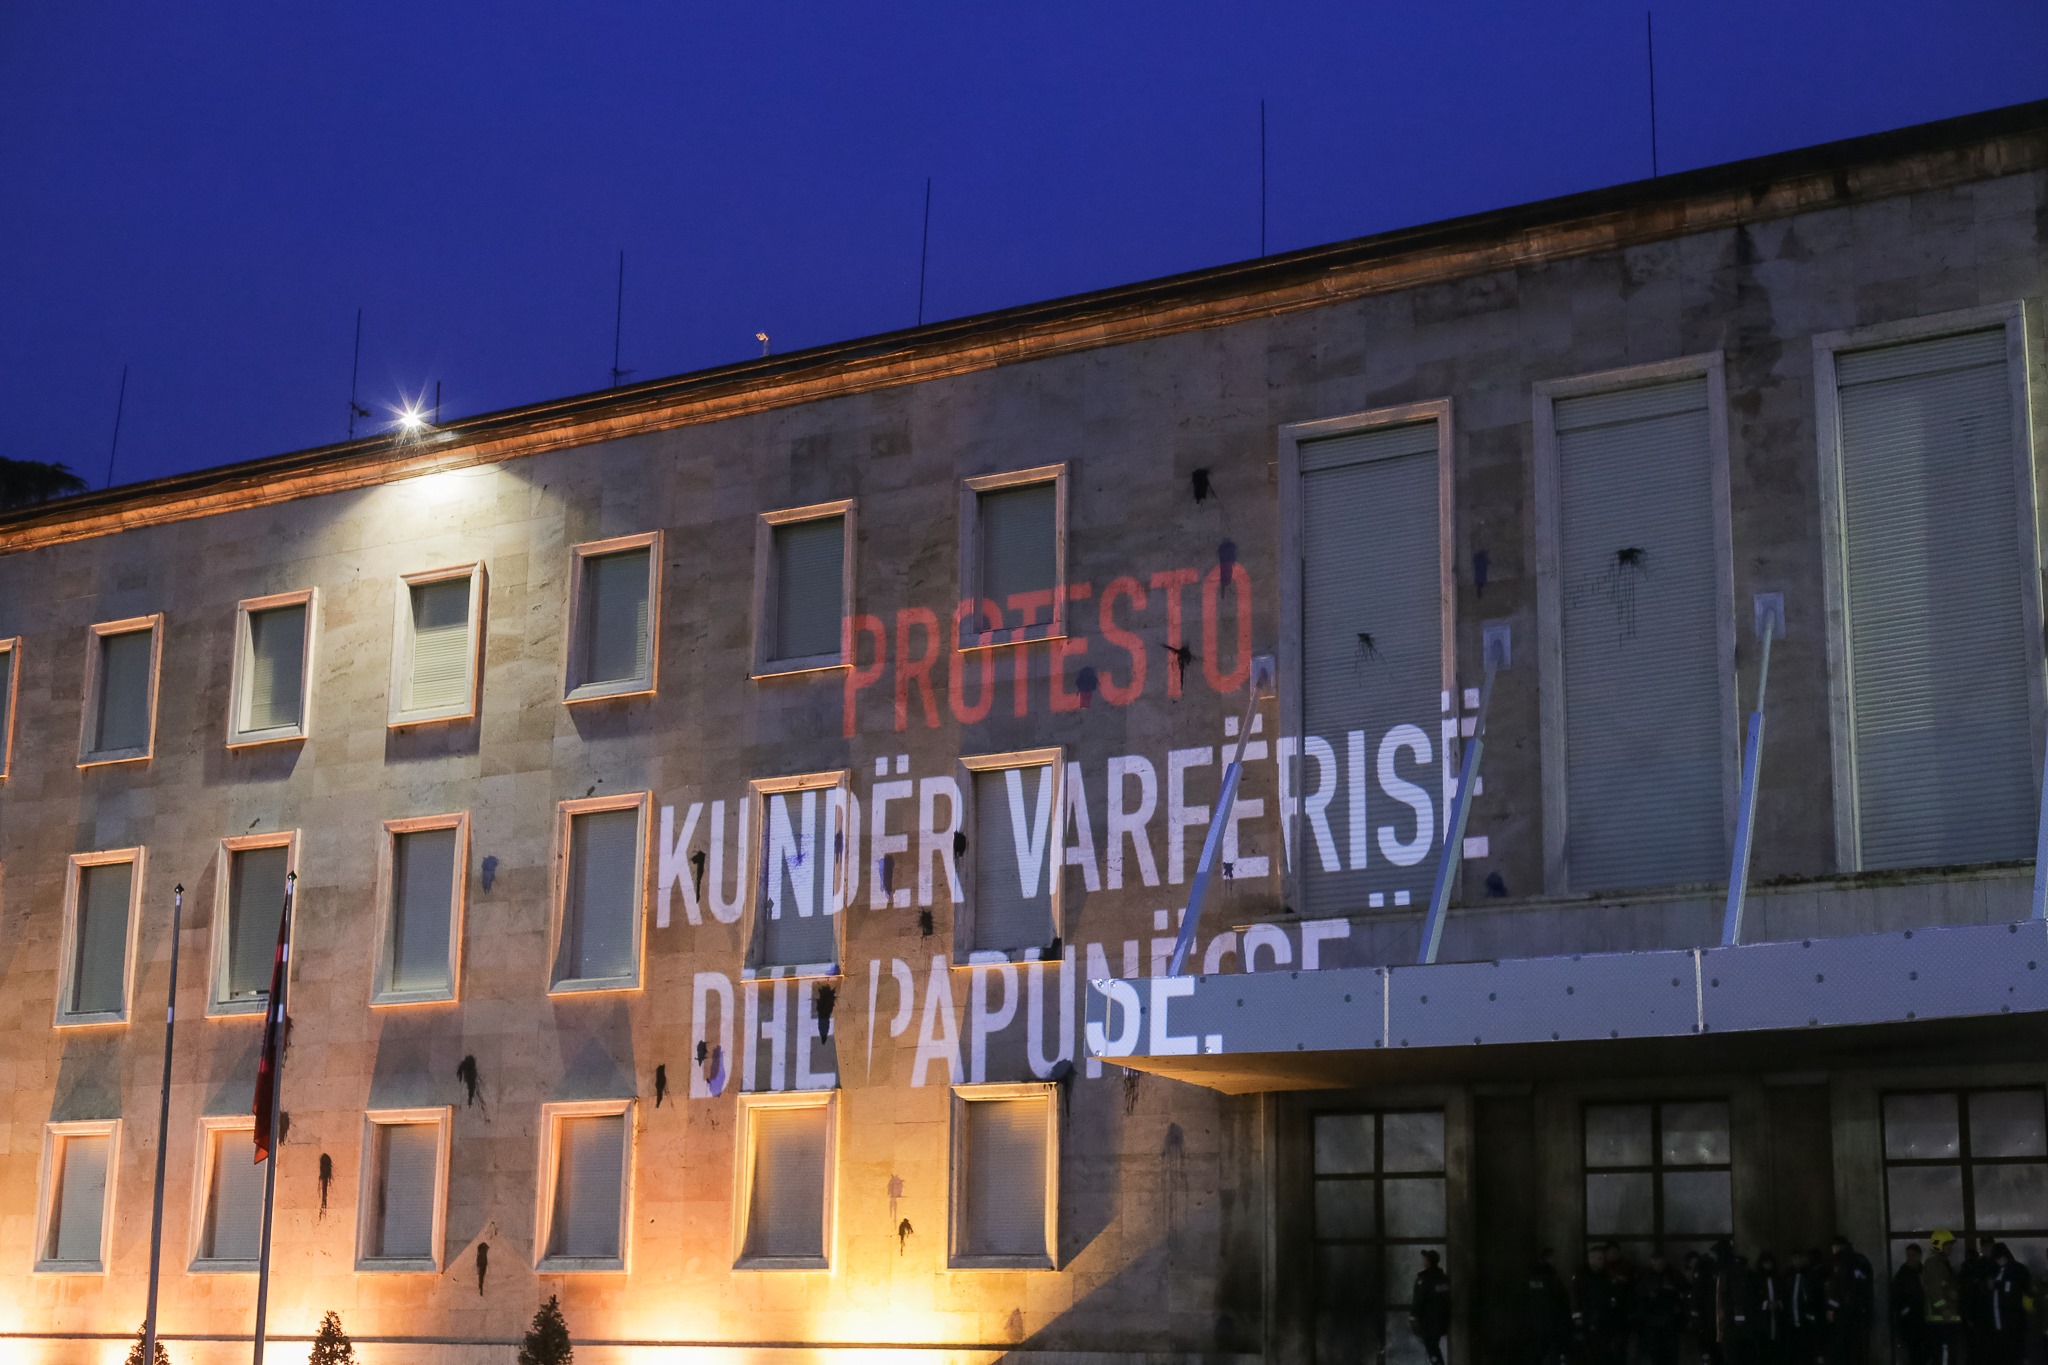 PROTESTO
KUNDËR VARFËRISË
DHE PAPUNËSISË.